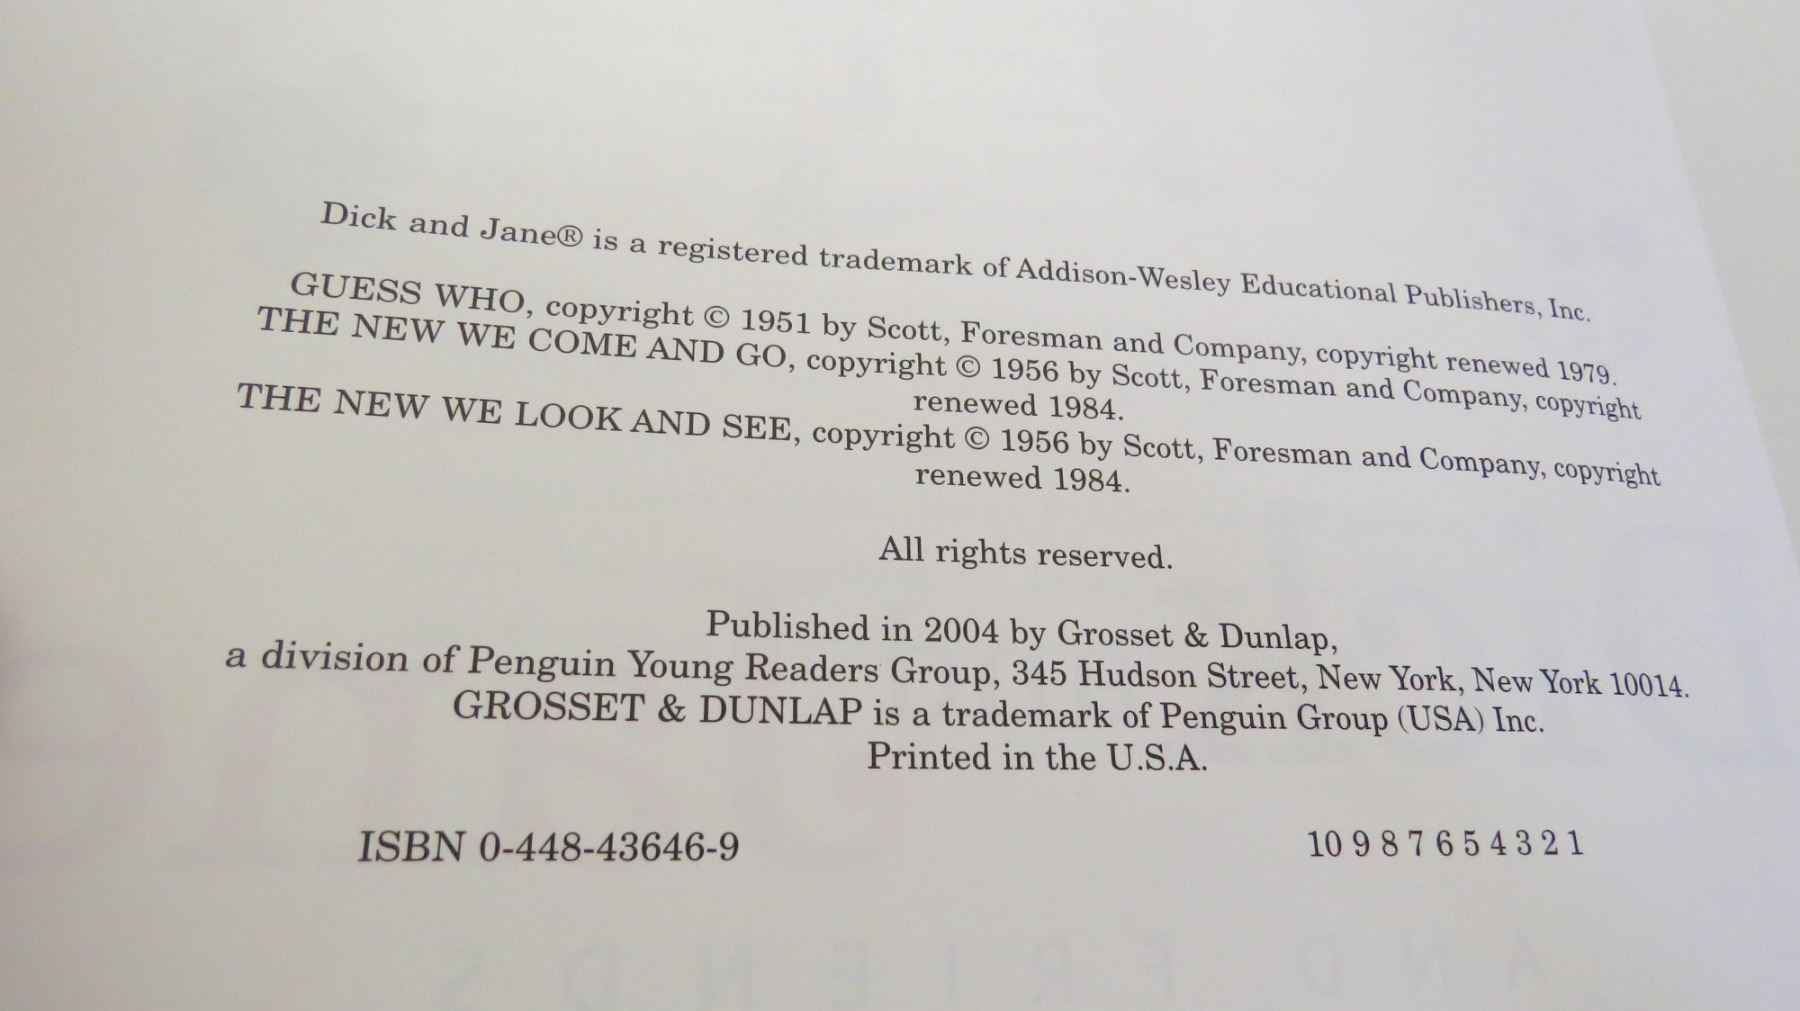 Dick and Jane® is a registered trademark of Addison-Wesley Educational Publishers, Inc.
GUESS WHO, copyright © 1951 by Scott, Foresman and Company, copyright renewed 1979.
THE NEW WE COME AND GO, copyright © 1956 by Scott, Foresman and Company, copyright
renewed 1984.
THE NEW WE LOOK AND SEE, copyright © 1956 by Scott, Foresman and Company, copyright
renewed 1984.
All rights reserved.
Published in 2004 by Grosset & Dunlap,
a division of Penguin Young Readers Group, 345 Hudson Street, New York, New York 10014.
GROSSET & DUNLAP is a trademark of Penguin Group (USA) Inc.
Printed in the U.S.A.
ISBN 0-448-43646-9 10 9 8 7 6 5 4 3 2 1